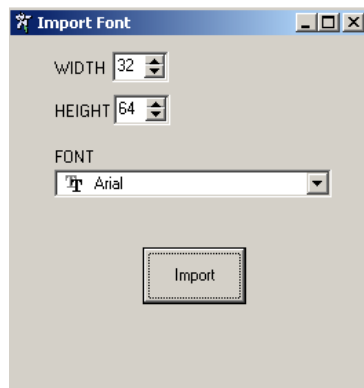 Import Font
WIDTH 32
HEIGHT 64
FONT
Arial
Import